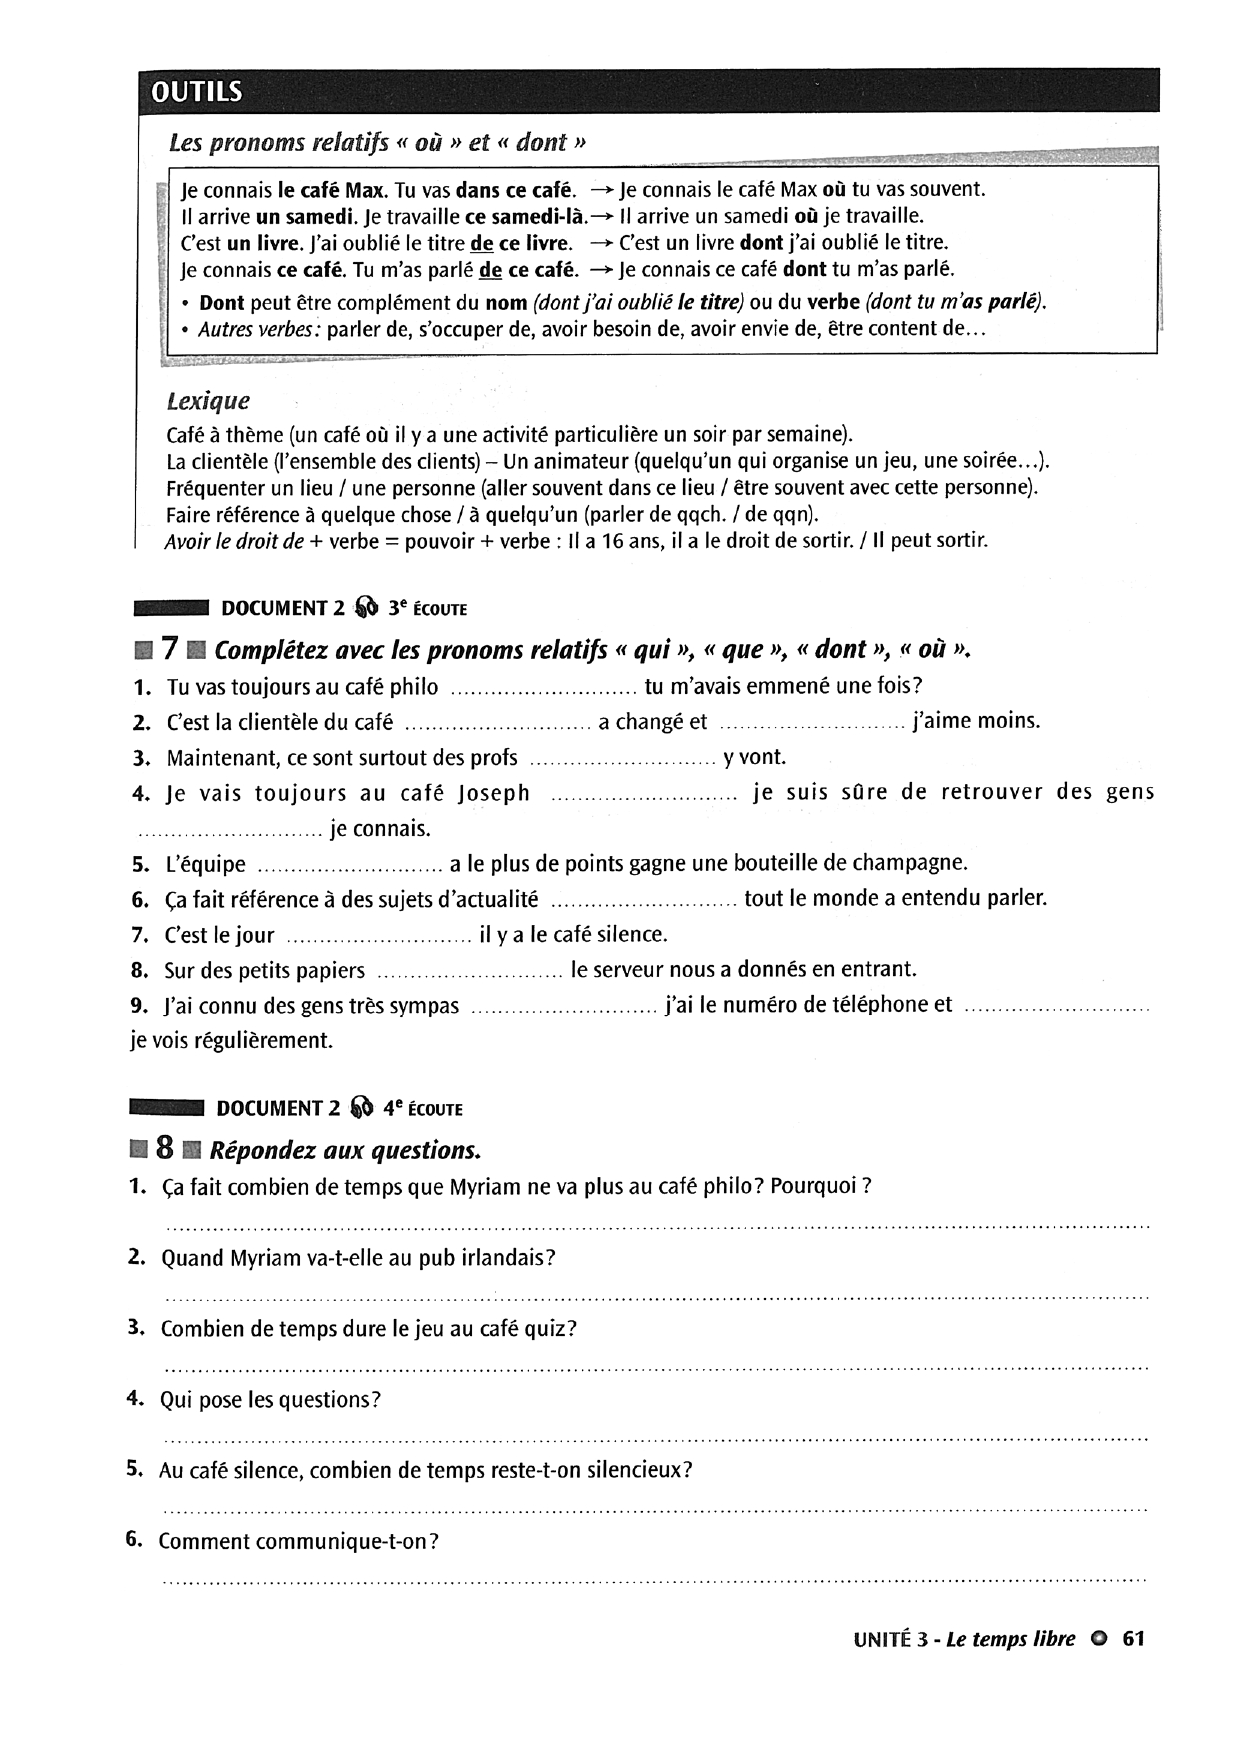 OUTILS
Les pronoms relatifs « où » et « dont »
Je connais le café Max. Tu vas dans ce café. → Je connais le café Max où tu vas souvent.
Il arrive un samedi. Je travaille ce samedi-là. → Il arrive un samedi où je travaille.
C'est un livre. J'ai oublié le titre de ce livre. → C'est un livre dont j'ai oublié le titre.
Je connais ce café. Tu m'as parlé de ce café. → Je connais ce café dont tu m'as parlé.
• Dont peut être complément du nom (dont j'ai oublié le titre) ou du verbe (dont tu m'as parlé).
• Autres verbes : parler de, s'occuper de, avoir besoin de, avoir envie de, être content de...
Lexique
Café à thème (un café où il y a une activité particulière un soir par semaine).
La clientèle (l'ensemble des clients) – Un animateur (quelqu'un qui organise un jeu, une soirée...).
Fréquenter un lieu / une personne (aller souvent dans ce lieu / être souvent avec cette personne).
Faire référence à quelque chose / à quelqu'un (parler de qqch. / de qqn).
Avoir le droit de + verbe = pouvoir + verbe : Il a 16 ans, il a le droit de sortir. / Il peut sortir.
DOCUMENT 2 3e ÉCOUTE
7 Complétez avec les pronoms relatifs « qui », « que », « dont », « où ».
1. Tu vas toujours au café philo ............................ tu m'avais emmené une fois?
2. C'est la clientèle du café ............................ a changé et ............................ j'aime moins.
3. Maintenant, ce sont surtout des profs ............................ y vont.
4. Je vais toujours au café Joseph ............................ je suis sûre de retrouver des gens
............................ je connais.
5. L'équipe ............................ a le plus de points gagne une bouteille de champagne.
6. Ça fait référence à des sujets d'actualité ............................ tout le monde a entendu parler.
7. C'est le jour ............................ il y a le café silence.
8. Sur des petits papiers ............................ le serveur nous a donnés en entrant.
9. J'ai connu des gens très sympas ............................ j'ai le numéro de téléphone et ............................
je vois régulièrement.
DOCUMENT 2 4e ÉCOUTE
8 Répondez aux questions.
1. Ça fait combien de temps que Myriam ne va plus au café philo? Pourquoi ?
2. Quand Myriam va-t-elle au pub irlandais?
3. Combien de temps dure le jeu au café quiz?
4. Qui pose les questions?
5. Au café silence, combien de temps reste-t-on silencieux?
6. Comment communique-t-on?
UNITÉ 3 - Le temps libre 61